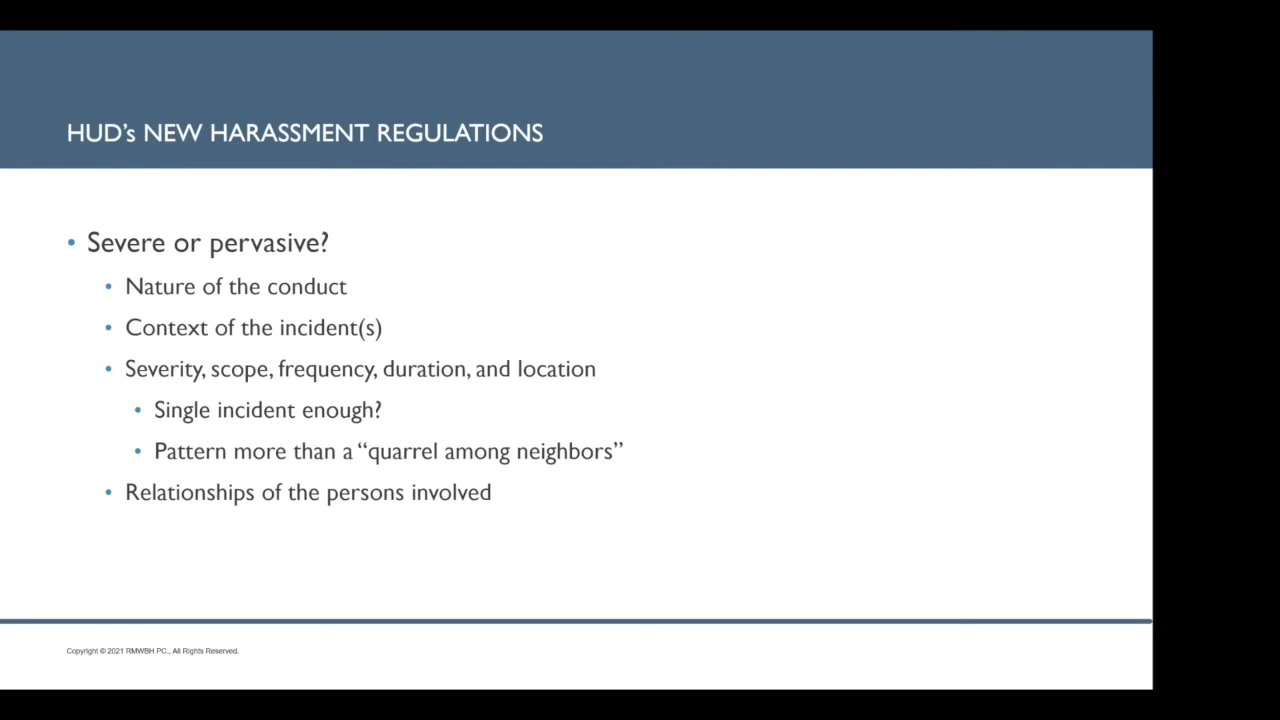 HUD's NEW HARASSMENT REGULATIONS
• Severe or pervasive?
• Nature of the conduct
• Context of the incident(s)
• Severity, scope, frequency, duration, and location
• Single incident enough?
• Pattern more than a “quarrel among neighbors”
• Relationships of the persons involved
Copyright © 2021 RMWBH PC., All Rights Reserved.